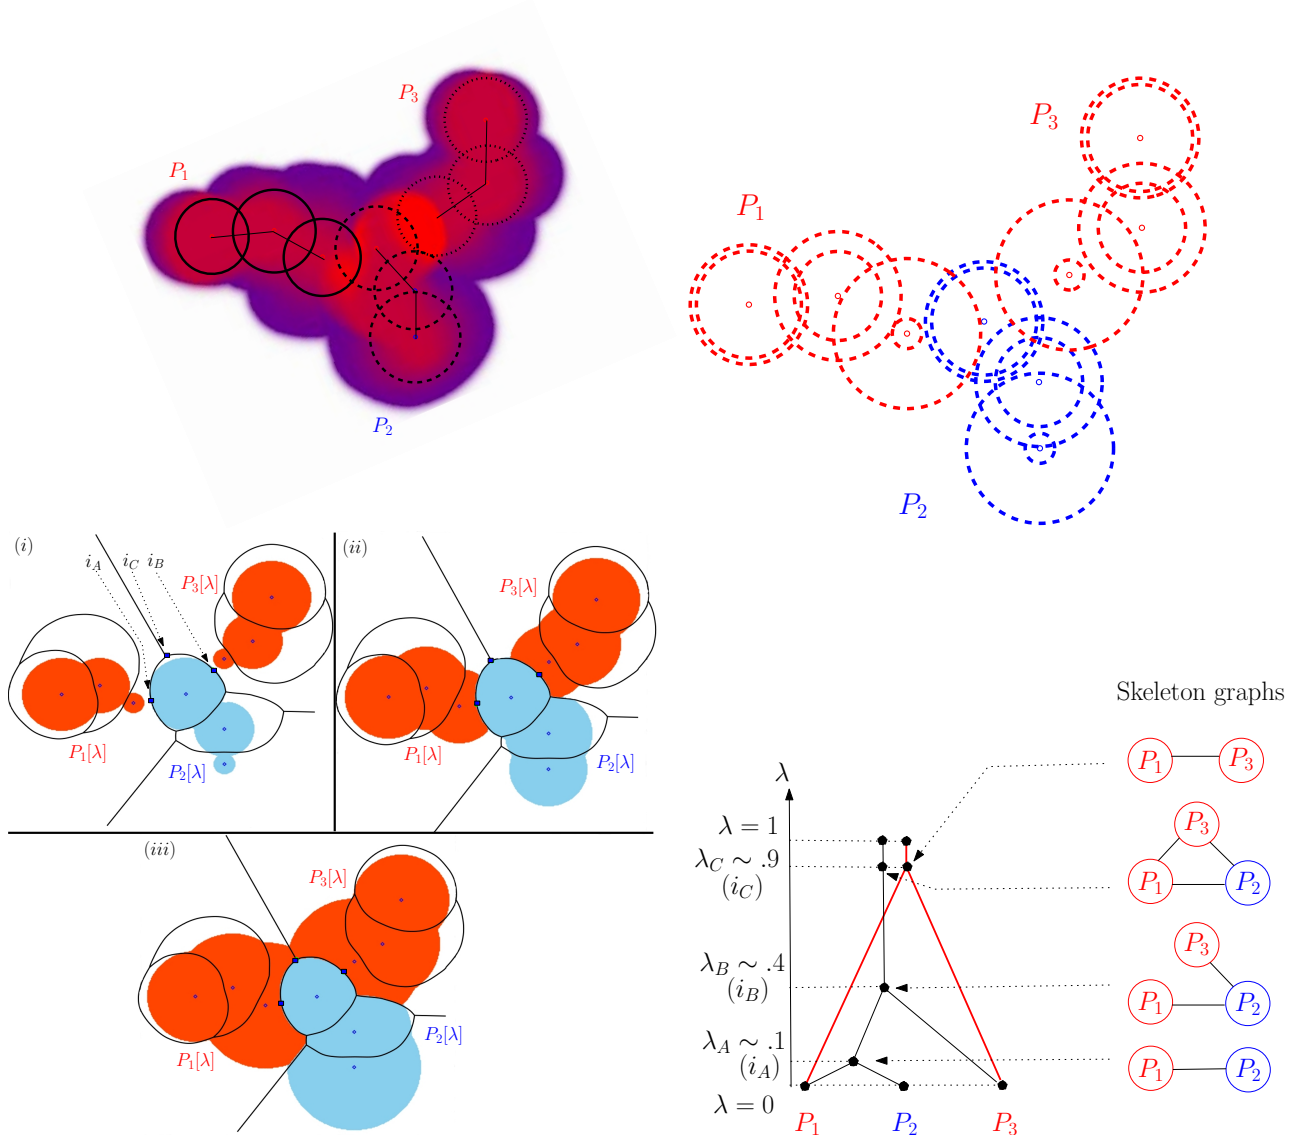 P3
P1
P2
P3
P1
P2
(i)
iA
iC
iB
P3[λ]
P1[λ]
P2[λ]
(ii)
P3[λ]
P1[λ]
P2[λ]
(iii)
P3[λ]
P1[λ]
P2[λ]
Skeleton graphs
λ
λ = 1
λC ∼ .9
(iC)
λB ∼ .4
(iB)
λA ∼ .1
(iA)
λ = 0
P1 P2 P3
P1 P3
P3
P1 P2
P3
P1 P2
P1 P2